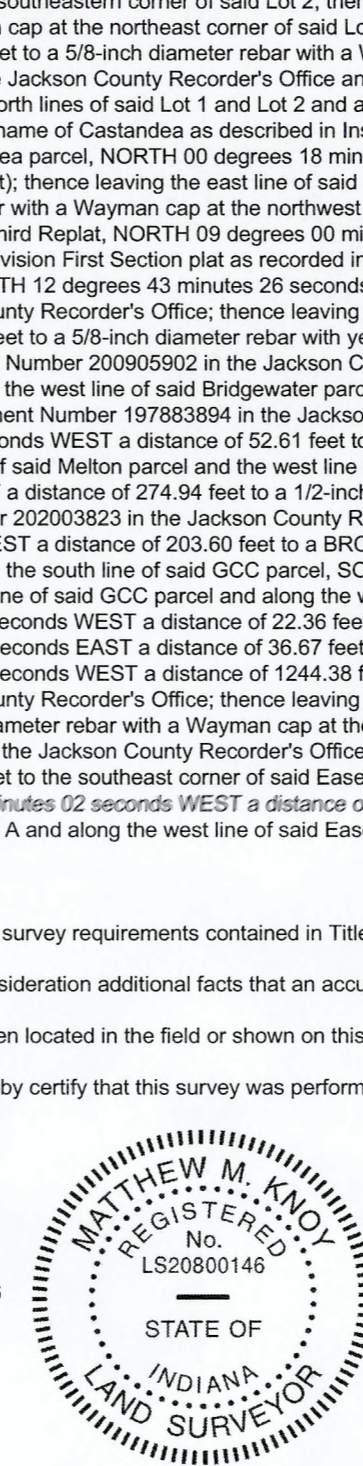 southeastern corner of said Lot 2, then
cap at the northeast corner of said Lo
et to a 5/8-inch diameter rebar with a W
Jackson County Recorder's Office an
orth lines of said Lot 1 and Lot 2 and a
name of Castandea as described in Ins
ea parcel, NORTH 00 degrees 18 min
t); thence leaving the east line of said
r with a Wayman cap at the northwest
hird Replat, NORTH 09 degrees 00 mi
vision First Section plat as recorded in
TH 12 degrees 43 minutes 26 seconds
unty Recorder's Office; thence leaving
eet to a 5/8-inch diameter rebar with ye
Number 200905902 in the Jackson C
the west line of said Bridgewater parc
ment Number 197883894 in the Jackso
onds WEST a distance of 52.61 feet to
f said Melton parcel and the west line
a distance of 274.94 feet to a 1/2-inch
r 202003823 in the Jackson County R
EST a distance of 203.60 feet to a BRO
the south line of said GCC parcel, SO
ne of said GCC parcel and along the w
econds WEST a distance of 22.36 fee
econds EAST a distance of 36.67 feet
econds WEST a distance of 1244.38 f
unty Recorder's Office; thence leaving
ameter rebar with a Wayman cap at the
the Jackson County Recorder's Office
et to the southeast corner of said Ease
inutes 02 seconds WEST a distance o
A and along the west line of said Ease
survey requirements contained in Title
sideration additional facts that an accu
en located in the field or shown on this
by certify that this survey was perform
MATTHEW M. KNOY
REGISTERED
No.
LS20800146
STATE OF
INDIANA
LAND SURVEYOR